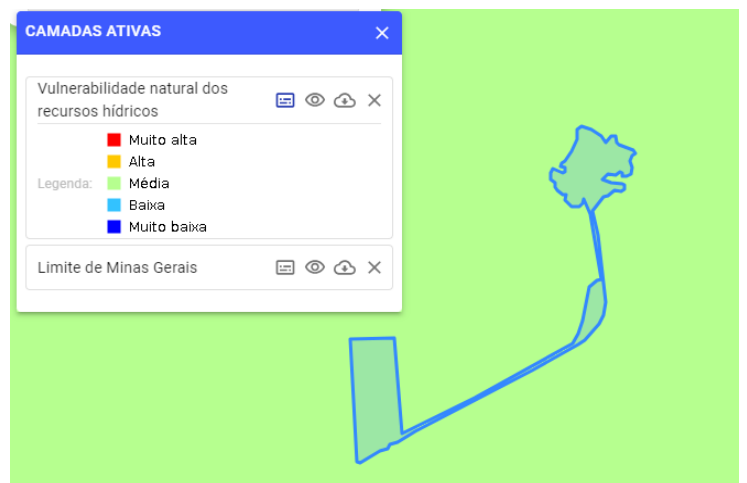 CAMADAS ATIVAS
Vulnerabilidade natural dos
recursos hídricos
Legenda:
Muito alta
Alta
Média
Baixa
Muito baixa
Limite de Minas Gerais